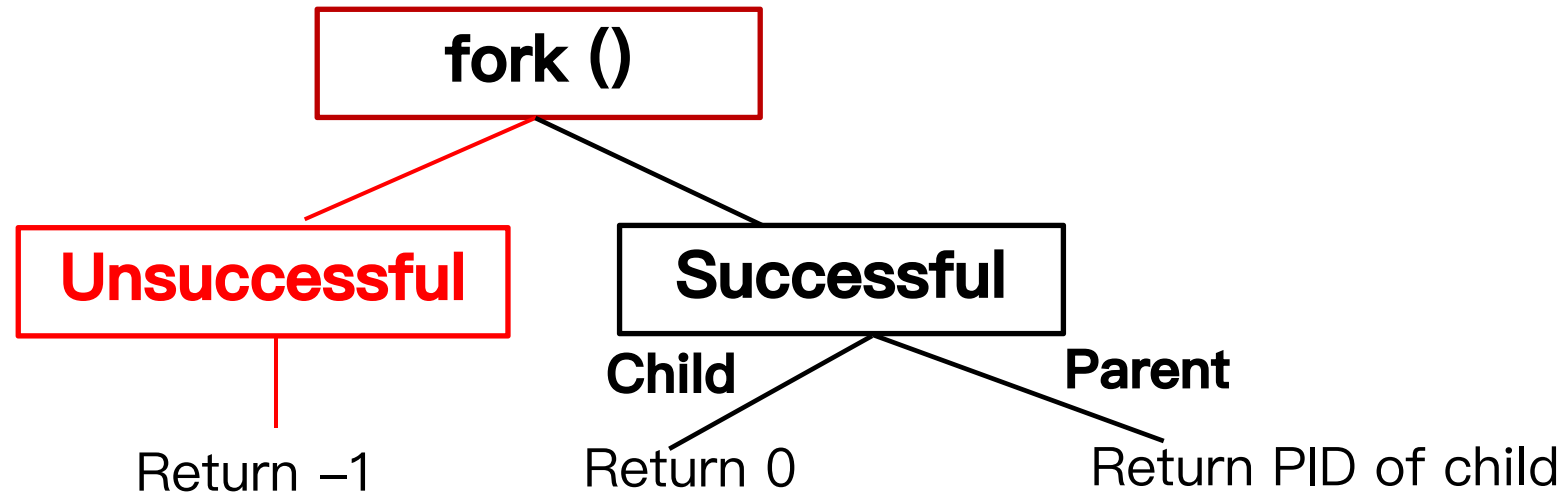 fork ()
Unsuccessful
Successful
Child
Parent
Return –1
Return 0
Return PID of child